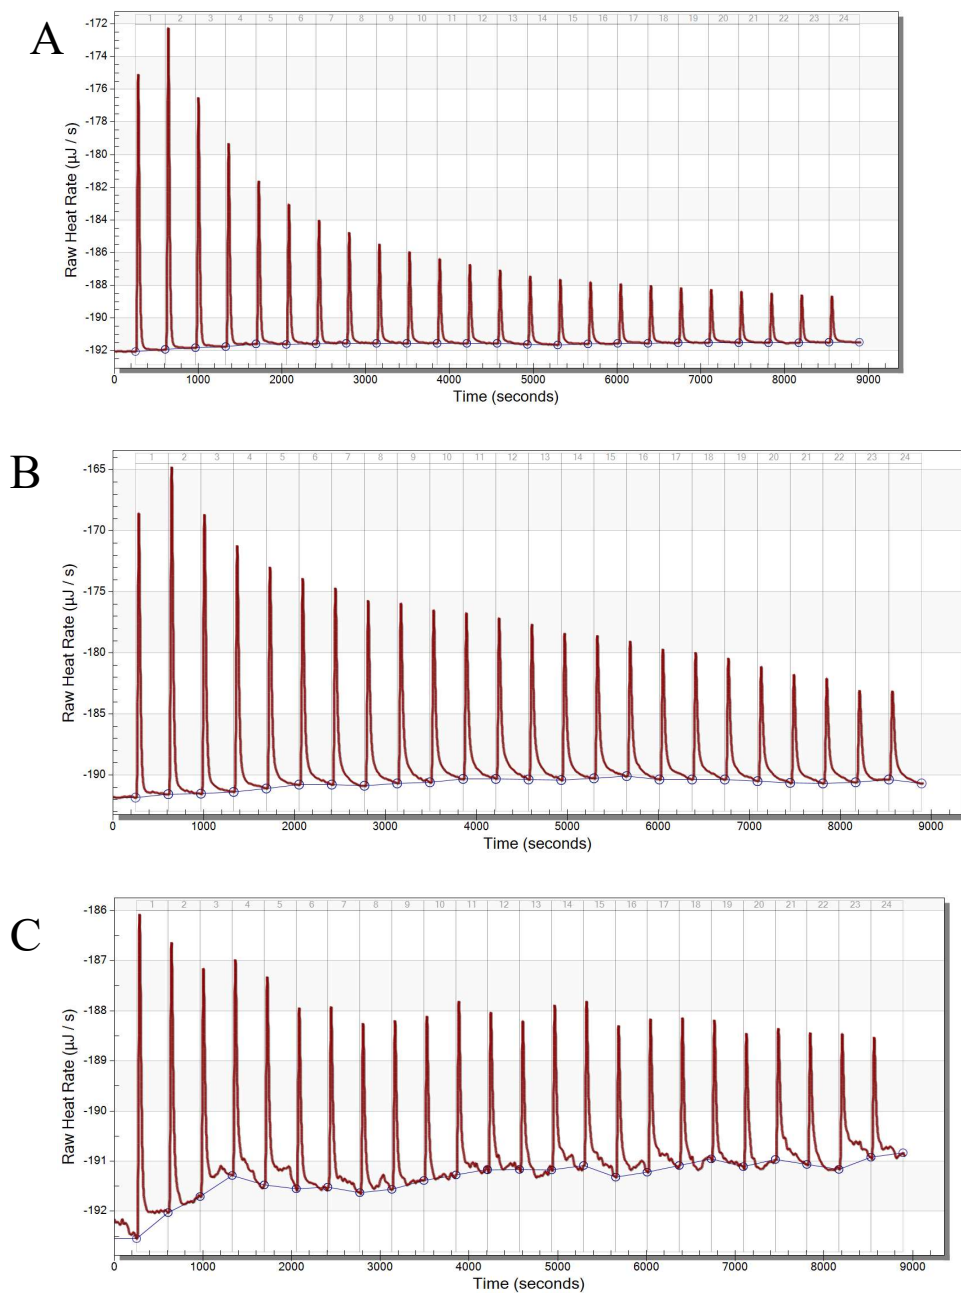 A
1 2 3 4 5 6 7 8 9 10 11 12 13 14 15 16 17 18 19 20 21 22 23 24
-172
-174
-176
-178
-180
-182
-184
-186
-188
-190
-192
Raw Heat Rate (µJ / s)
0 1000 2000 3000 4000 5000 6000 7000 8000 9000
Time (seconds)
B
1 2 3 4 5 6 7 8 9 10 11 12 13 14 15 16 17 18 19 20 21 22 23 24
-165
-170
-175
-180
-185
-190
Raw Heat Rate (µJ / s)
0 1000 2000 3000 4000 5000 6000 7000 8000 9000
Time (seconds)
C
1 2 3 4 5 6 7 8 9 10 11 12 13 14 15 16 17 18 19 20 21 22 23 24
-186
-187
-188
-189
-190
-191
-192
Raw Heat Rate (µJ / s)
0 1000 2000 3000 4000 5000 6000 7000 8000 9000
Time (seconds)